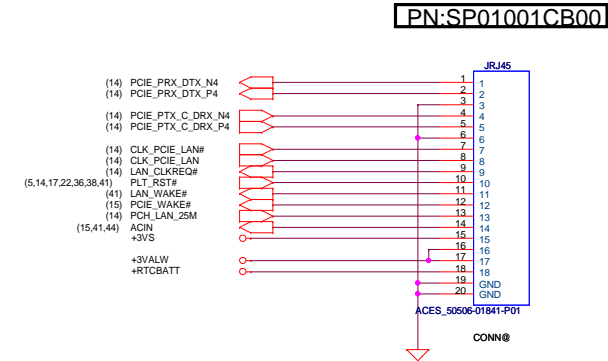 PN:SP01001CB00
JRJ45
(14) PCIE_PRX_DTX_N4 1 1
(14) PCIE_PRX_DTX_P4 2 2
3 3
(14) PCIE_PTX_C_DRX_N4 4 4
(14) PCIE_PTX_C_DRX_P4 5 5
6 6
(14) CLK_PCIE_LAN# 7 7
(14) CLK_PCIE_LAN 8 8
(14) LAN_CLKREQ# 9 9
(5,14,17,22,36,38,41) PLT_RST# 10 10
(41) LAN_WAKE# 11 11
(15) PCIE_WAKE# 12 12
(14) PCH_LAN_25M 13 13
(15,41,44) ACIN 14 14
+3VS 15 15
16 16
+3VALW 17 17
+RTCBATT 18 18
19 GND
20 GND
ACES_50506-01841-P01
CONN@